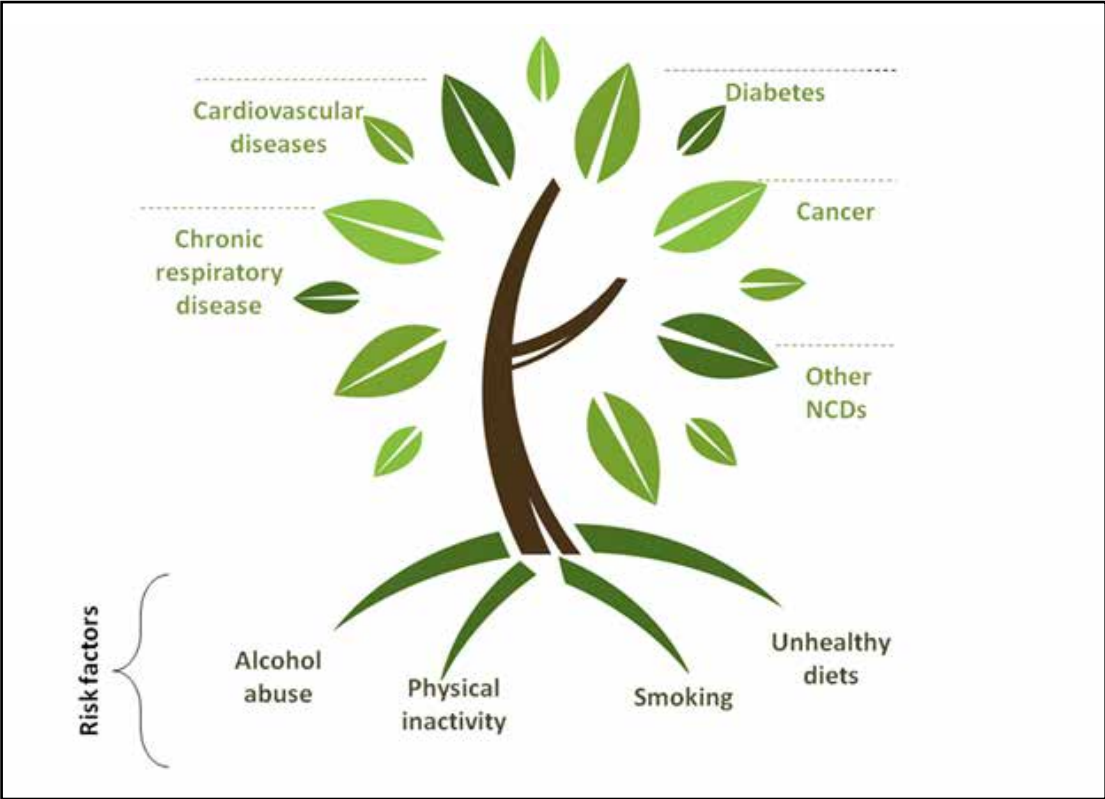 Cardiovascular
diseases
Diabetes
Cancer
Chronic
respiratory
disease
Other
NCDs
Risk factors
Alcohol
abuse
Physical
inactivity
Smoking
Unhealthy
diets